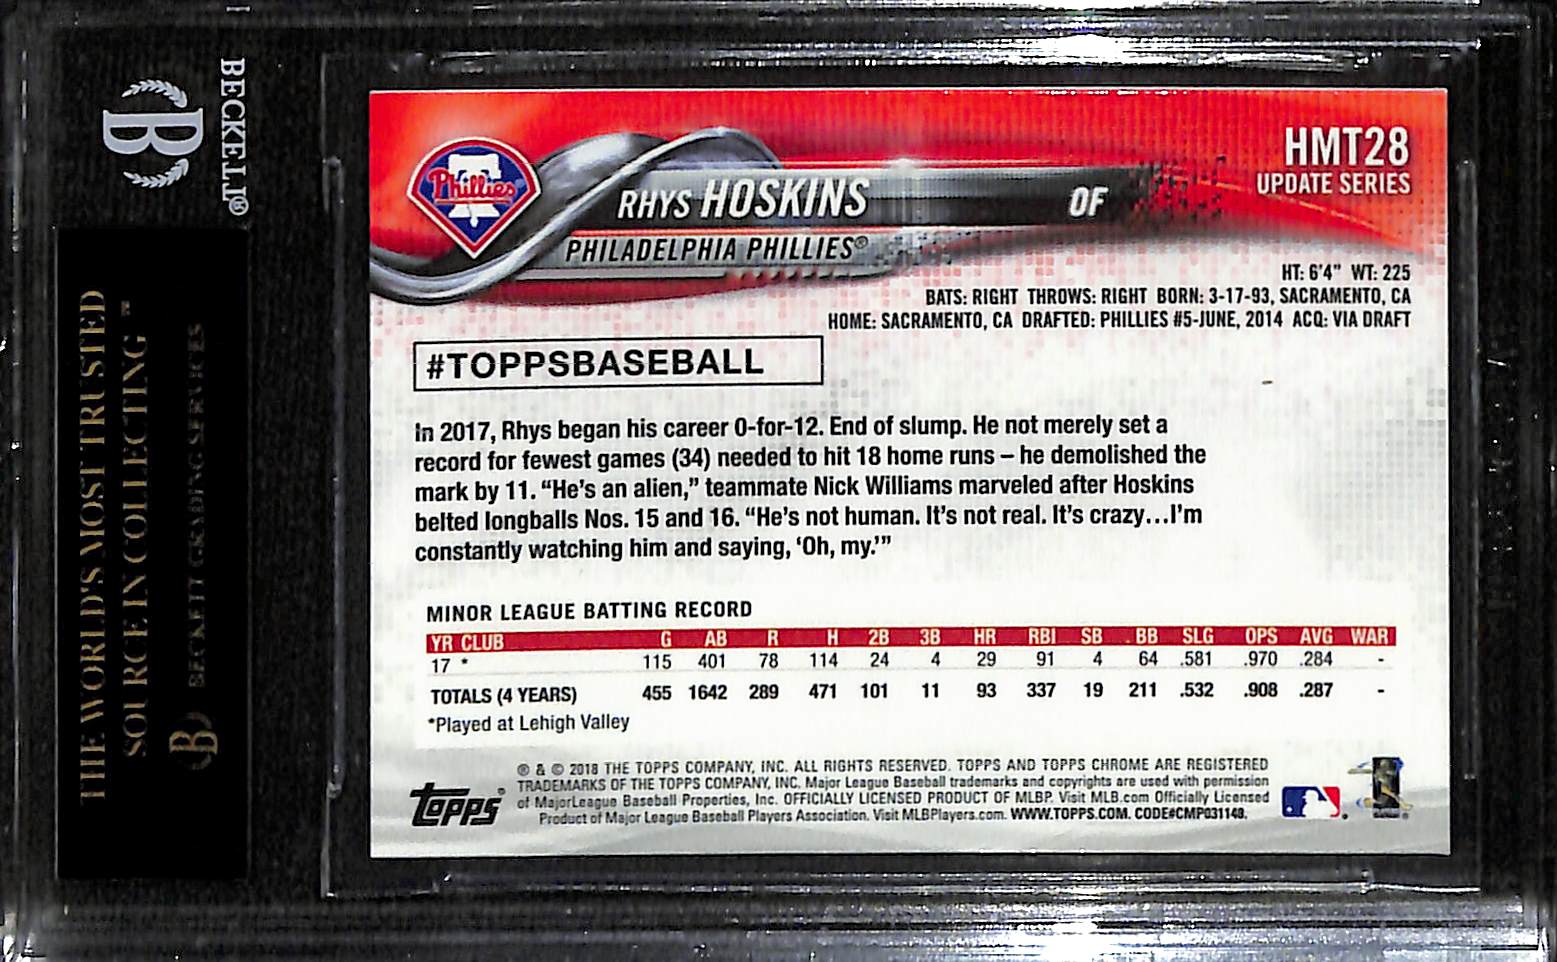 BECKETT®
THE WORLD'S MOST TRUSTED
SOURCE IN COLLECTING™
BECKETT GRADING SERVICES
Phillies
RHYS HOSKINS
OF
PHILADELPHIA PHILLIES®
HMT28
UPDATE SERIES
HT: 6'4" WT: 225
BATS: RIGHT THROWS: RIGHT BORN: 3-17-93, SACRAMENTO, CA
HOME: SACRAMENTO, CA DRAFTED: PHILLIES #5-JUNE, 2014 ACQ: VIA DRAFT
#TOPPSBASEBALL
In 2017, Rhys began his career 0-for-12. End of slump. He not merely set a
record for fewest games (34) needed to hit 18 home runs – he demolished the
mark by 11. “He’s an alien,” teammate Nick Williams marveled after Hoskins
belted longballs Nos. 15 and 16. “He’s not human. It’s not real. It’s crazy…I’m
constantly watching him and saying, ‘Oh, my.’”
MINOR LEAGUE BATTING RECORD
YR CLUB G AB R H 2B 3B HR RBI SB BB SLG OPS AVG WAR
17 * 115 401 78 114 24 4 29 91 4 64 .581 .970 .284 -
TOTALS (4 YEARS) 455 1642 289 471 101 11 93 337 19 211 .532 .908 .287 -
*Played at Lehigh Valley
® & © 2018 THE TOPPS COMPANY, INC. ALL RIGHTS RESERVED. TOPPS AND TOPPS CHROME ARE REGISTERED
TRADEMARKS OF THE TOPPS COMPANY, INC. Major League Baseball trademarks and copyrights are used with permission
of MajorLeague Baseball Properties, Inc. OFFICIALLY LICENSED PRODUCT OF MLBP. Visit MLB.com Officially Licensed
Product of Major League Baseball Players Association. Visit MLBPlayers.com. WWW.TOPPS.COM. CODE#CMP031148.
topps®